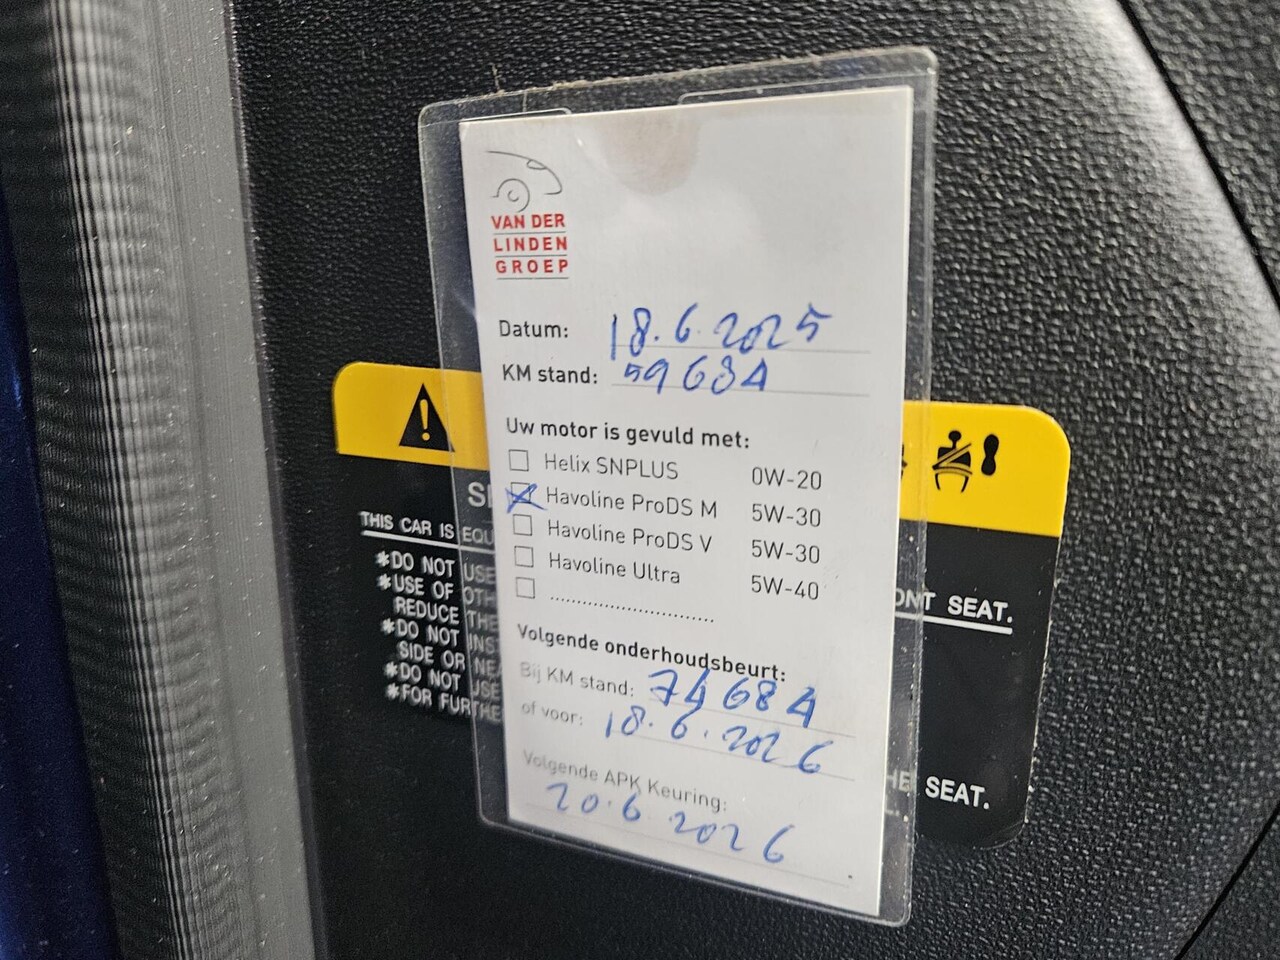 VAN DER
LINDEN
GROEP
Datum: 18.6.2025
KM stand: 59684
Uw motor is gevuld met:
Helix SNPLUS 0W-20
Havoline ProDS M 5W-30
Havoline ProDS V 5W-30
Havoline Ultra 5W-40
..........................
Volgende onderhoudsbeurt:
Bij KM stand: 74684
of voor: 18.6.2026
Volgende APK Keuring:
20.6 2026
THIS CAR IS EQU
*DO NOT USE
*USE OF OTH
REDUCE THE
*DO NOT INS
SIDE OR NEA
*DO NOT USE
*FOR FURTHE
ONT SEAT.
HE SEAT.